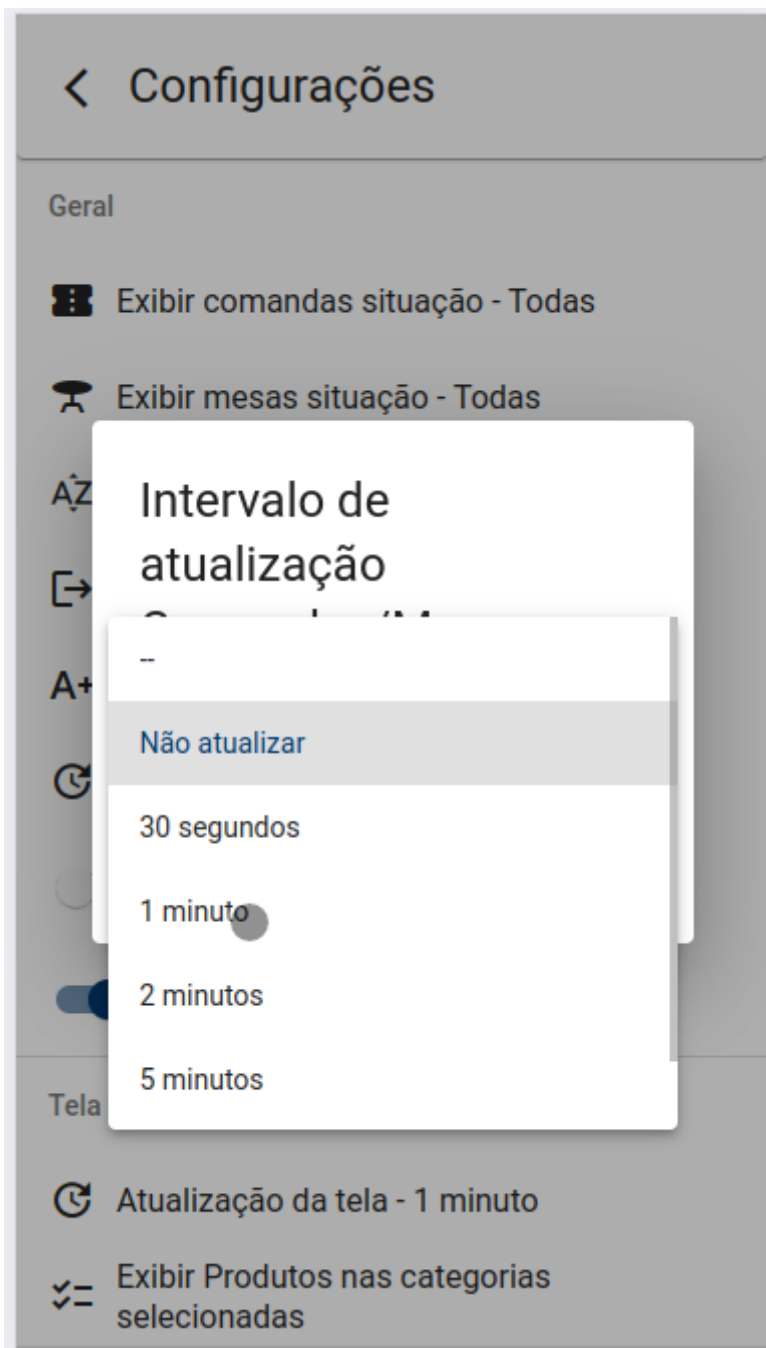 Configurações
Geral
Exibir comandas situação - Todas
Exibir mesas situação - Todas
AZ
Intervalo de
atualização
A+
--
Não atualizar
30 segundos
1 minuto
2 minutos
5 minutos
Tela
Atualização da tela - 1 minuto
Exibir Produtos nas categorias
selecionadas